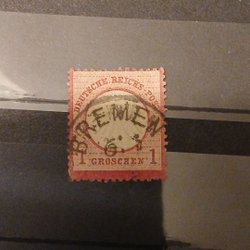 DEUTSCHE REICHS-POST
BREMEN
1 GROSCHEN 1